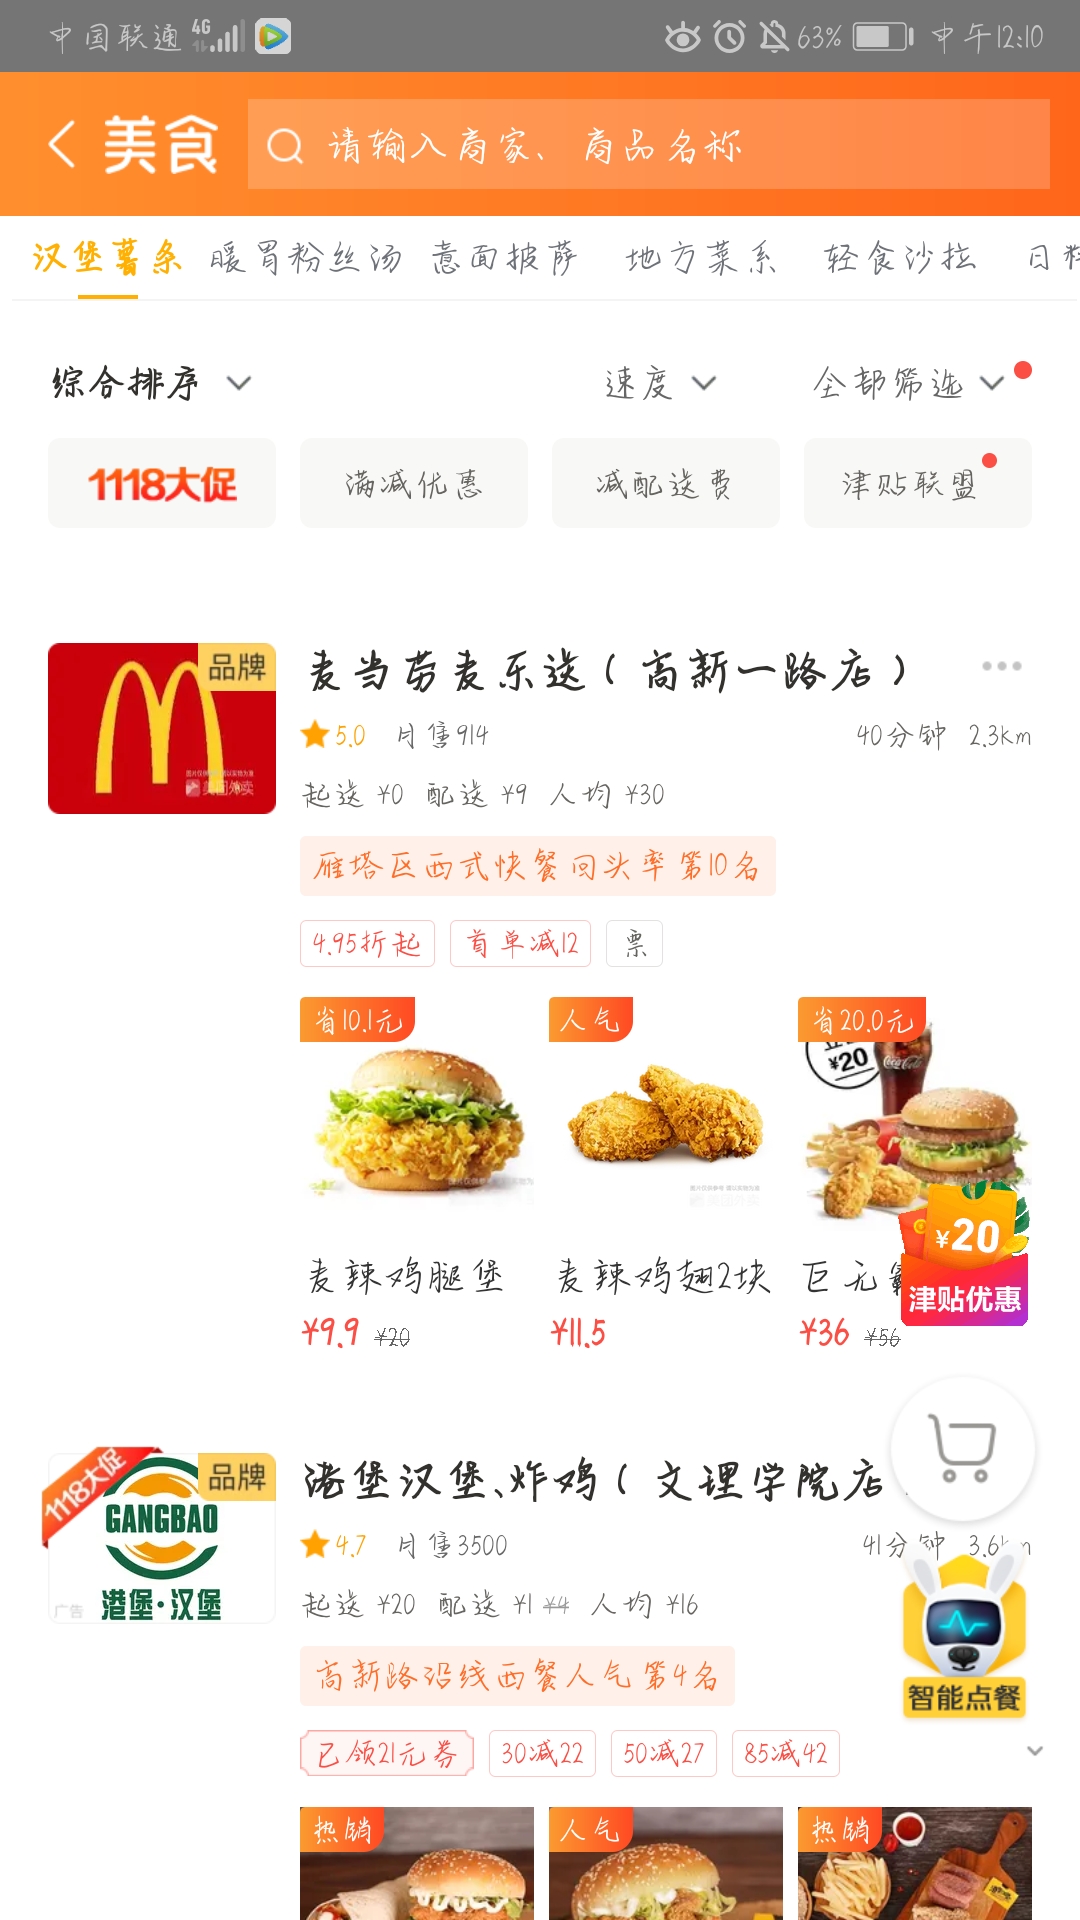 中国联通 4G 63% 中午12:10
美食 请输入商家、商品名称
汉堡薯条 暖胃粉丝汤 意面披萨 地方菜系 轻食沙拉 日料
综合排序 速度 全部筛选
1118大促 满减优惠 减配送费 津贴联盟
品牌
麦当劳麦乐送(高新一路店)
5.0 月售914 40分钟 2.3km
起送 ¥0 配送 ¥9 人均 ¥30
美团外卖
雁塔区西式快餐回头率第10名
4.95折起 首单减12 票
省10.1元 人气 省20.0元
¥20
Coca-Cola
麦辣鸡腿堡 麦辣鸡翅2块 巨无霸
¥20
津贴优惠
¥9.9 ¥20 ¥11.5 ¥36 ¥56
1118大促 品牌
GANGBAO
港堡·汉堡
广告
港堡汉堡、炸鸡(文理学院店
4.7 月售3500 41分钟 3.6km
起送 ¥20 配送 ¥1 ¥4 人均 ¥16
高新路沿线西餐人气第4名
智能点餐
已领21元券 30减22 50减27 85减42
热销 人气 热销